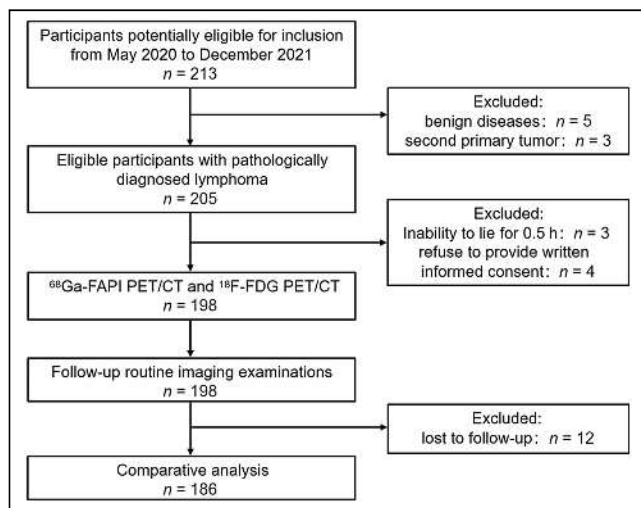 Participants potentially eligible for inclusion
from May 2020 to December 2021
n = 213
Excluded:
benign diseases: n = 5
second primary tumor: n = 3
Eligible participants with pathologically
diagnosed lymphoma
n = 205
Excluded:
Inability to lie for 0.5 h: n = 3
refuse to provide written
informed consent: n = 4
⁶⁸Ga-FAPI PET/CT and ¹⁸F-FDG PET/CT
n = 198
Follow-up routine imaging examinations
n = 198
Excluded:
lost to follow-up: n = 12
Comparative analysis
n = 186